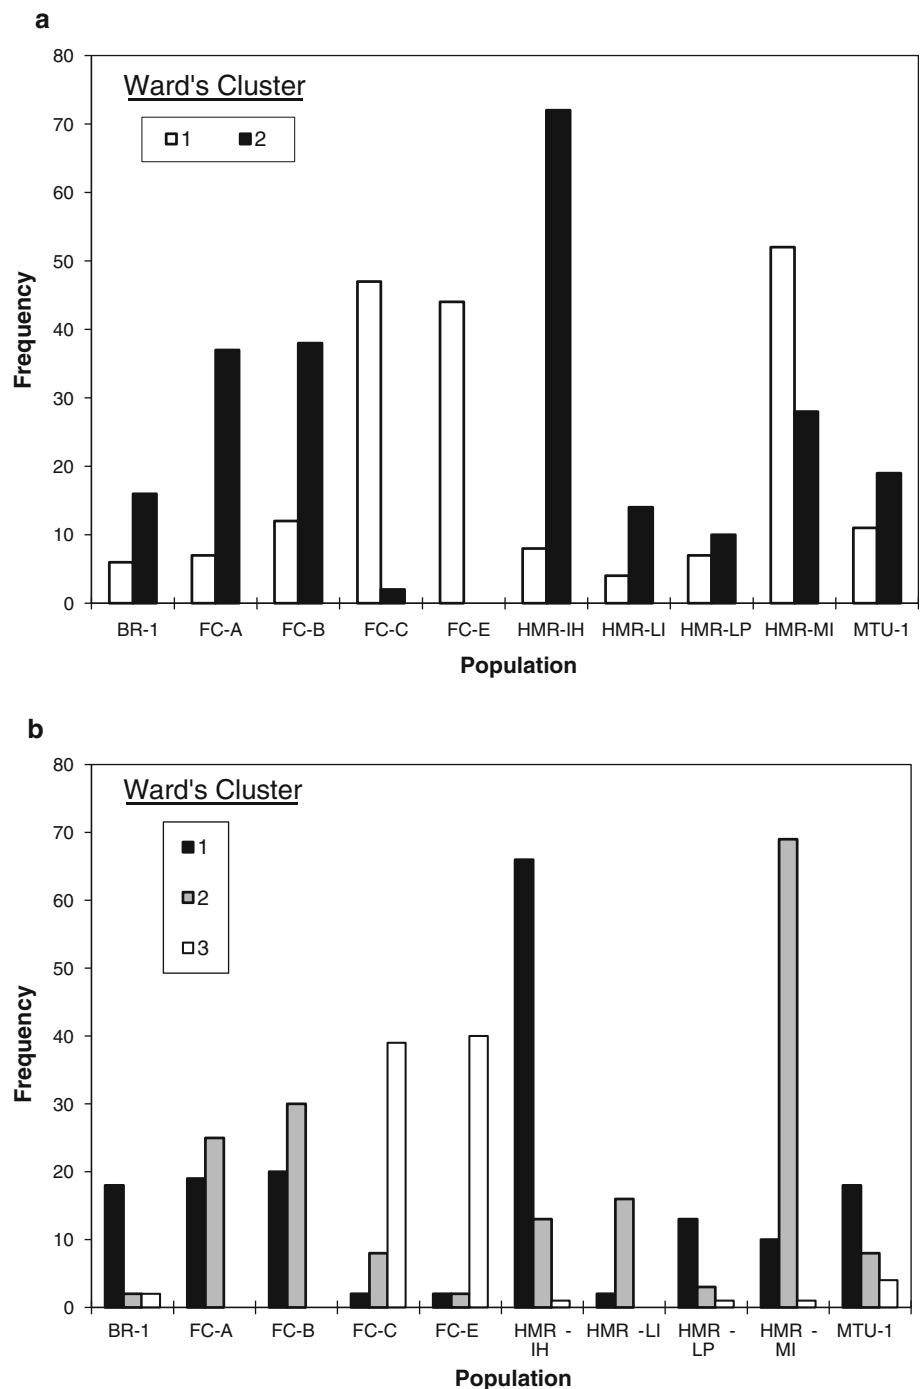 a
Ward's Cluster
1 2
80
70
60
50
40
30
20
10
0
Frequency
BR-1 FC-A FC-B FC-C FC-E HMR-IH HMR-LI HMR-LP HMR-MI MTU-1
Population
b
Ward's Cluster
1
2
3
80
70
60
50
40
30
20
10
0
Frequency
BR-1 FC-A FC-B FC-C FC-E HMR - HMR -LI HMR - HMR - MTU-1
IH LP MI
Population